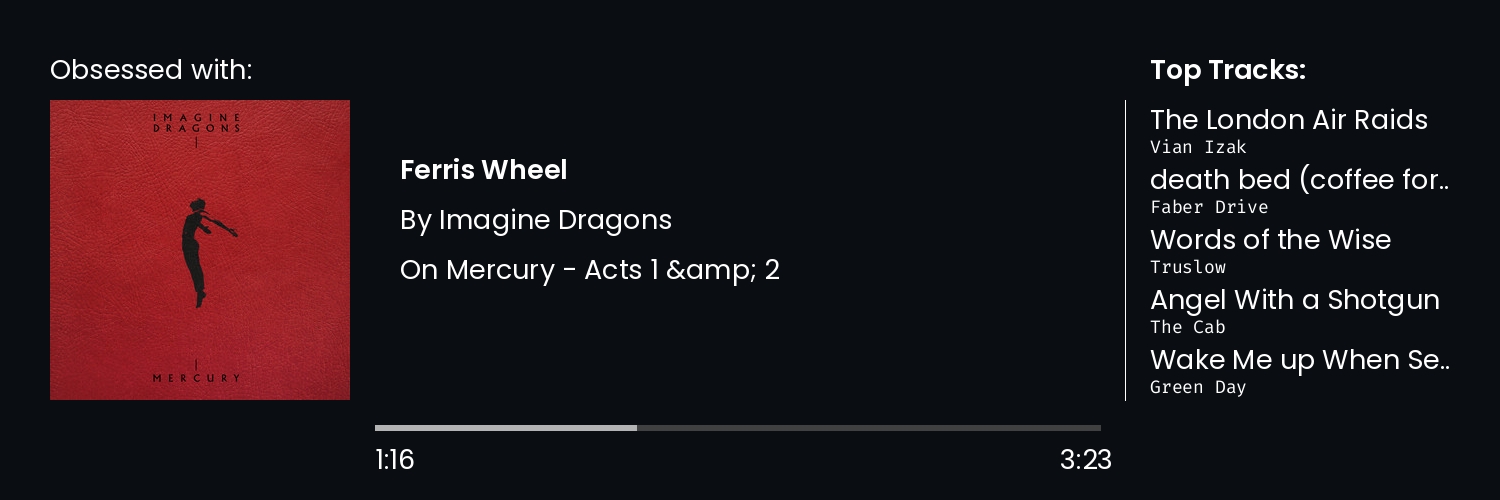 Obsessed with:
IMAGINE
DRAGONS
MERCURY
Ferris Wheel
By Imagine Dragons
On Mercury - Acts 1 &amp;amp; 2
1:16
3:23
Top Tracks:
The London Air Raids
Vian Izak
death bed (coffee for..
Faber Drive
Words of the Wise
Truslow
Angel With a Shotgun
The Cab
Wake Me up When Se..
Green Day